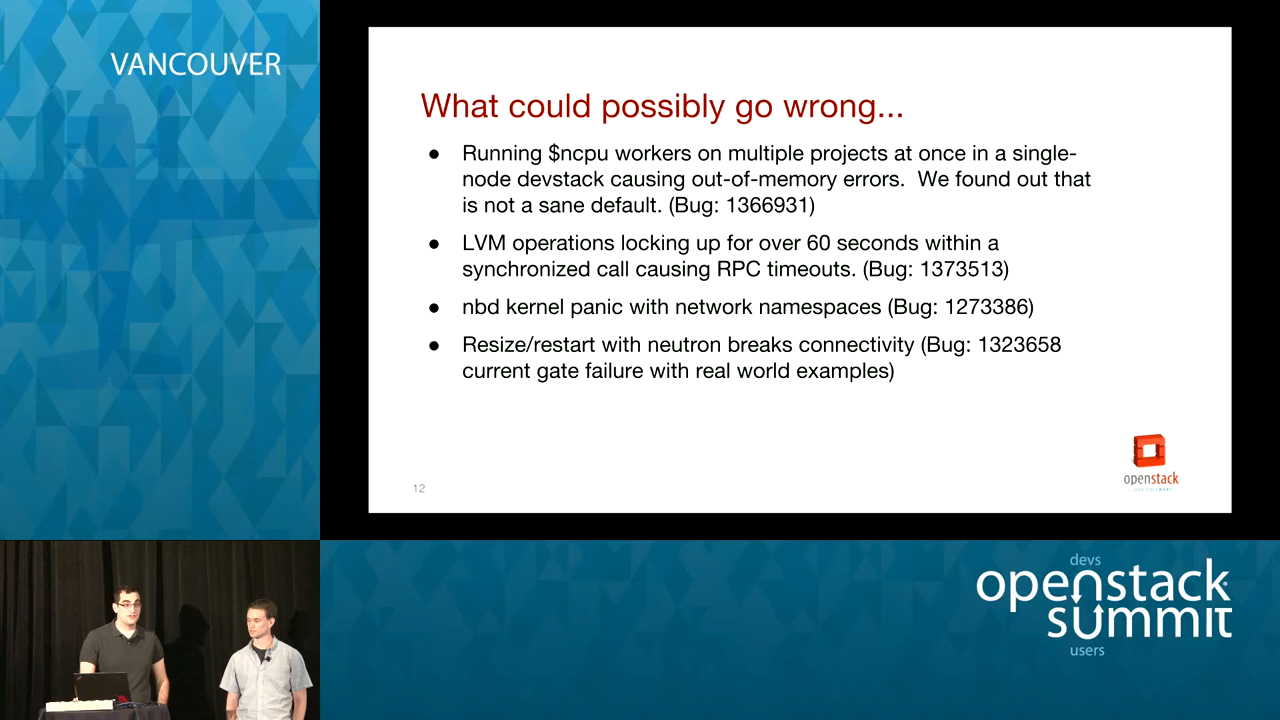 VANCOUVER
What could possibly go wrong...
● Running $ncpu workers on multiple projects at once in a single-
node devstack causing out-of-memory errors.  We found out that
is not a sane default. (Bug: 1366931)
● LVM operations locking up for over 60 seconds within a
synchronized call causing RPC timeouts. (Bug: 1373513)
● nbd kernel panic with network namespaces (Bug: 1273386)
● Resize/restart with neutron breaks connectivity (Bug: 1323658
current gate failure with real world examples)
openstack
12
devs
openstack
summit
users